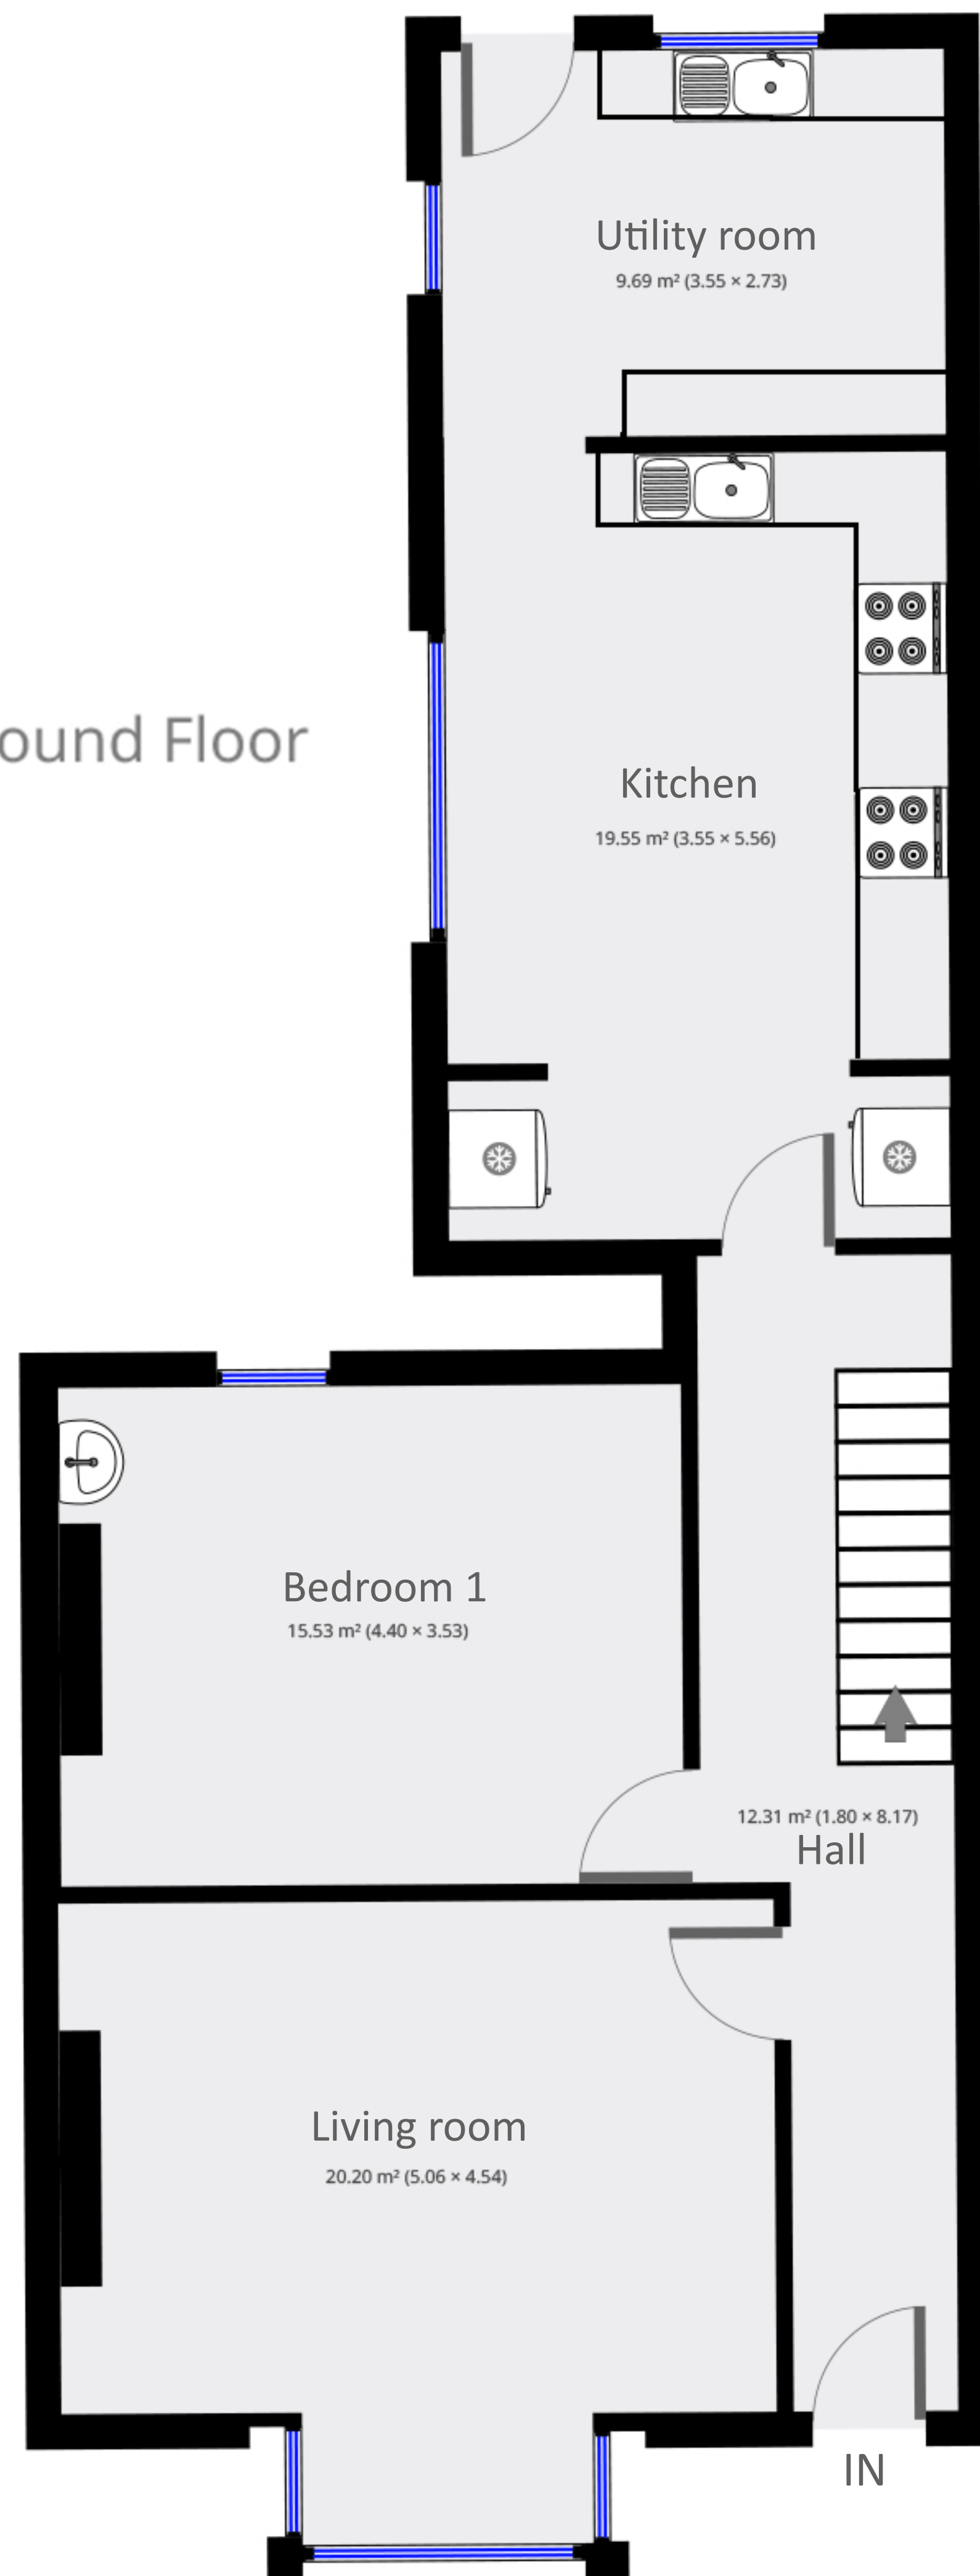 Utility room
9.69 m² (3.55 × 2.73)
ound Floor
Kitchen
19.55 m² (3.55 × 5.56)
Bedroom 1
15.53 m² (4.40 × 3.53)
12.31 m² (1.80 × 8.17)
Hall
Living room
20.20 m² (5.06 × 4.54)
IN